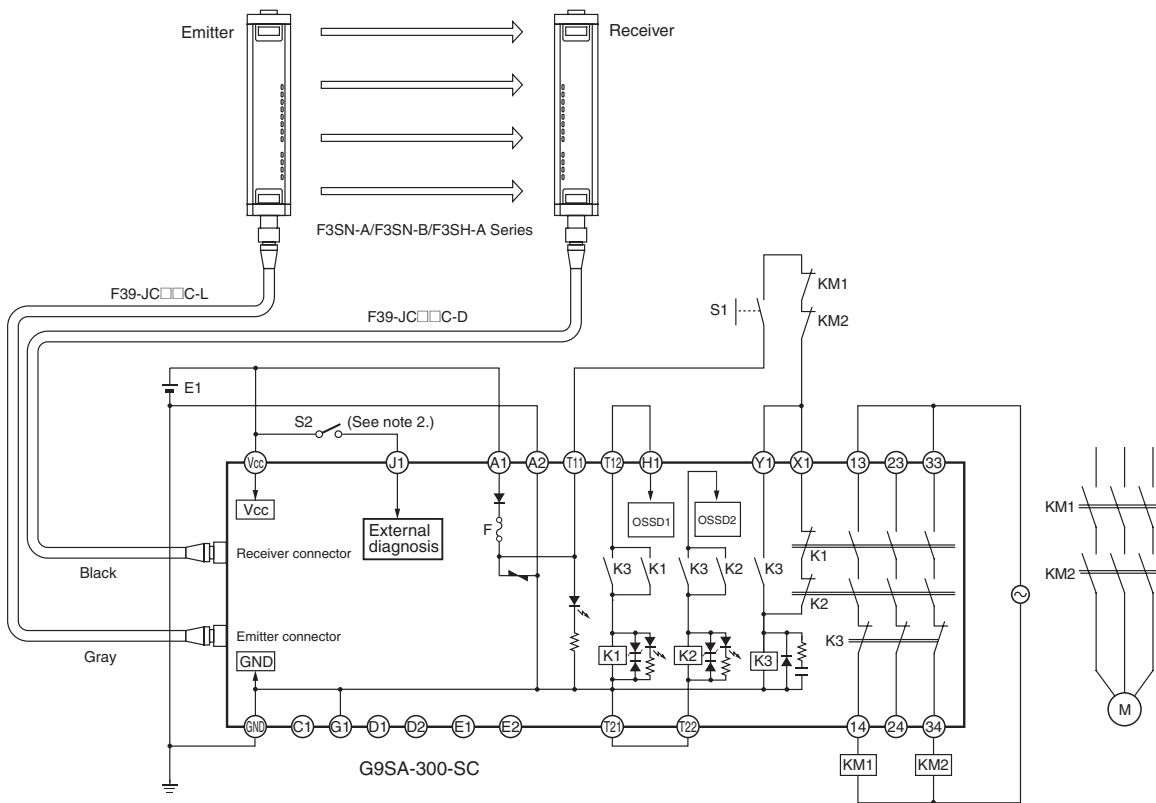 Emitter
Receiver
F3SN-A/F3SN-B/F3SH-A Series
F39-JC□□C-L
F39-JC□□C-D
S1
KM1
KM2
E1
S2 (See note 2.)
Vcc
J1
A1
A2
T11
T12
H1
Y1
X1
13
23
33
Vcc
External
diagnosis
F
OSSD1
OSSD2
KM1
Receiver connector
K3
K1
K3
K2
K3
K1
Black
KM2
K2
Emitter connector
K3
Gray
GND
K1
K2
K3
M
GND
C1
G1
D1
D2
E1
E2
T21
T22
14
24
34
G9SA-300-SC
KM1
KM2